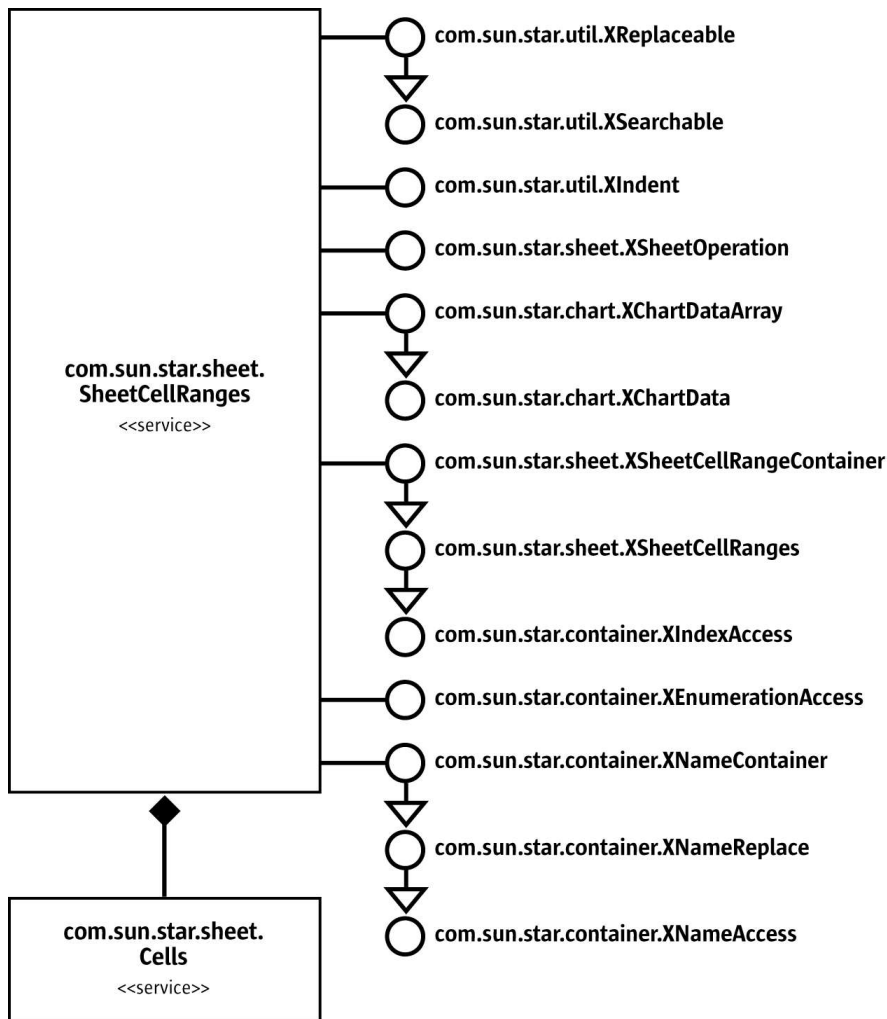 com.sun.star.util.XReplaceable
com.sun.star.util.XSearchable
com.sun.star.util.XIndent
com.sun.star.sheet.XSheetOperation
com.sun.star.chart.XChartDataArray
com.sun.star.sheet.
SheetCellRanges
<<service>>
com.sun.star.chart.XChartData
com.sun.star.sheet.XSheetCellRangeContainer
com.sun.star.sheet.XSheetCellRanges
com.sun.star.container.XIndexAccess
com.sun.star.container.XEnumerationAccess
com.sun.star.container.XNameContainer
com.sun.star.container.XNameReplace
com.sun.star.container.XNameAccess
com.sun.star.sheet.
Cells
<<service>>